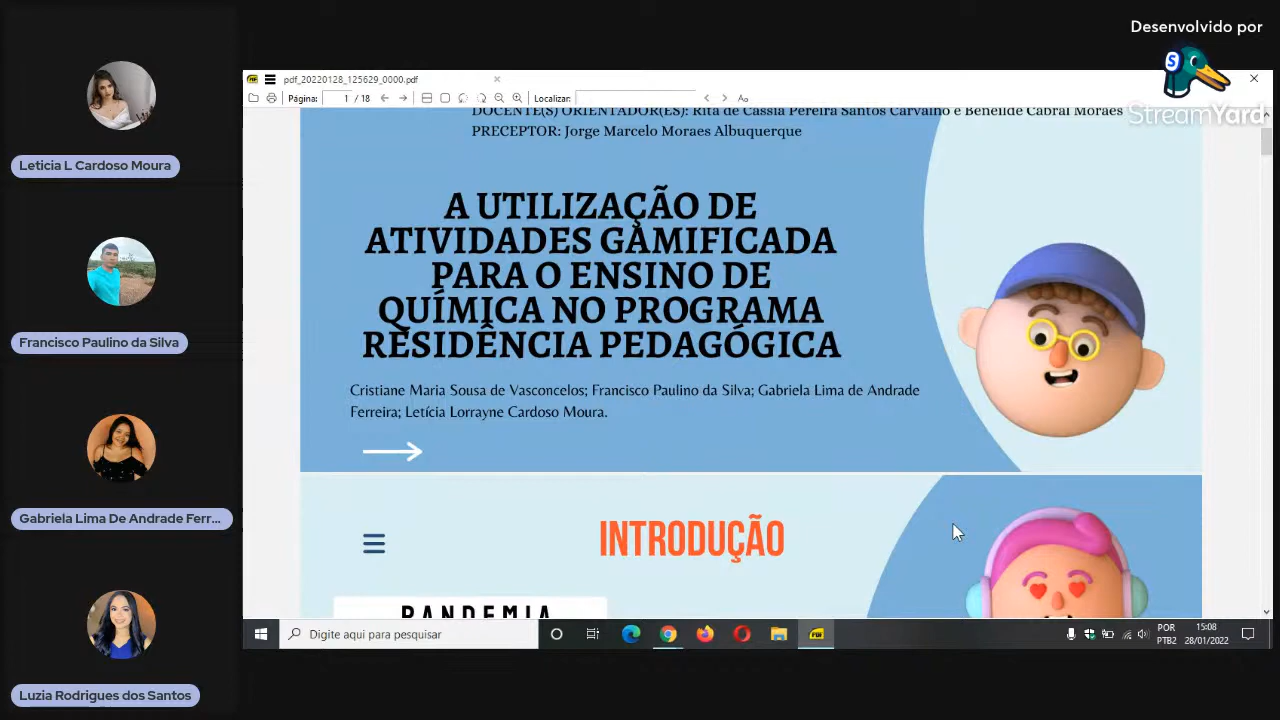 Desenvolvido por
S
StreamYard
Leticia L Cardoso Moura
Francisco Paulino da Silva
Gabriela Lima De Andrade Ferr...
Luzia Rodrigues dos Santos
pdf_20220128_125629_0000.pdf
Página: 1 / 18 Localizar: Aa
DOCENTE(S) ORIENTADOR(ES): Rita de Cássia Pereira Santos Carvalho e Beneilde Cabral Moraes
PRECEPTOR: Jorge Marcelo Moraes Albuquerque
A UTILIZAÇÃO DE
ATIVIDADES GAMIFICADA
PARA O ENSINO DE
QUÍMICA NO PROGRAMA
RESIDÊNCIA PEDAGÓGICA
Cristiane Maria Sousa de Vasconcelos; Francisco Paulino da Silva; Gabriela Lima de Andrade
Ferreira; Letícia Lorrayne Cardoso Moura.
INTRODUÇÃO
PANDEMIA
Digite aqui para pesquisar
PDF
POR
PTB2
15:08
28/01/2022